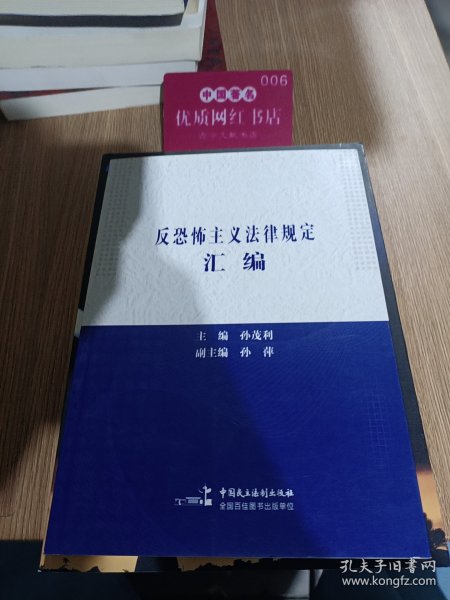 006
中国著名
优质网红书店
反恐怖主义法律规定
汇编
主编 孙茂利
副主编 孙萍
中国民主法制出版社
全国百佳图书出版单位
孔夫子旧书网
www.kongfz.com